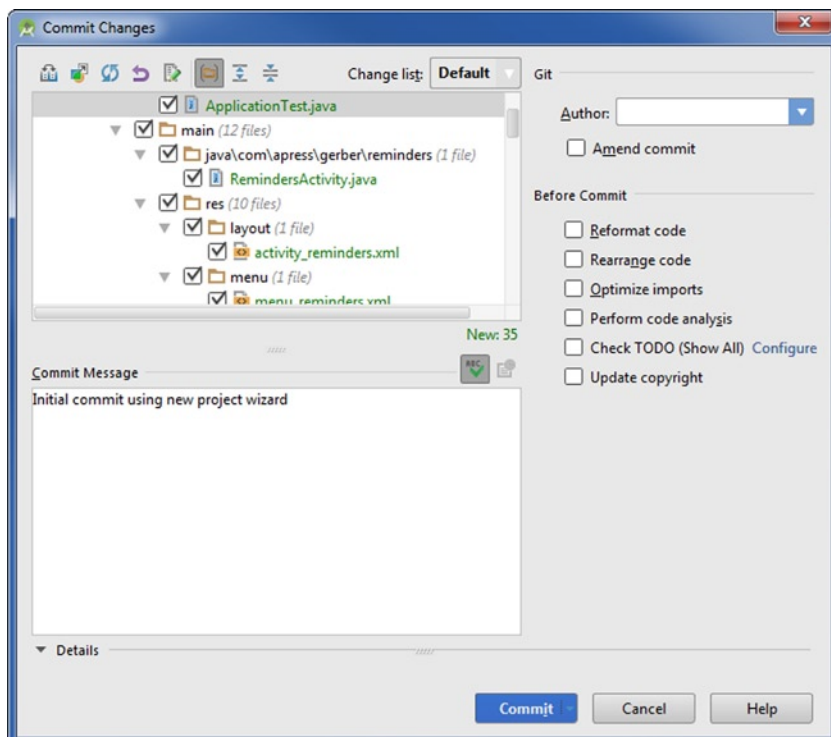 Commit Changes
Change list: Default
ApplicationTest.java
main (12 files)
java\com\apress\gerber\reminders (1 file)
RemindersActivity.java
res (10 files)
layout (1 file)
activity_reminders.xml
menu (1 file)
menu_reminders.xml
New: 35
Commit Message
ABC
Initial commit using new project wizard
Details
Git
Author:
Amend commit
Before Commit
Reformat code
Rearrange code
Optimize imports
Perform code analysis
Check TODO (Show All) Configure
Update copyright
Commit
Cancel
Help